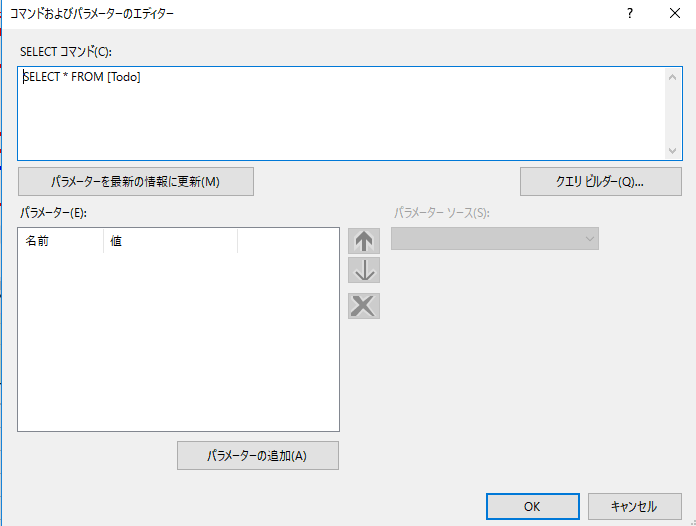 コマンドおよびパラメーターのエディター
SELECT コマンド(C):
SELECT * FROM [Todo]
パラメーターを最新の情報に更新(M)
クエリ ビルダー(Q)...
パラメーター(E):
パラメーター ソース(S):
名前 値
パラメーターの追加(A)
OK キャンセル